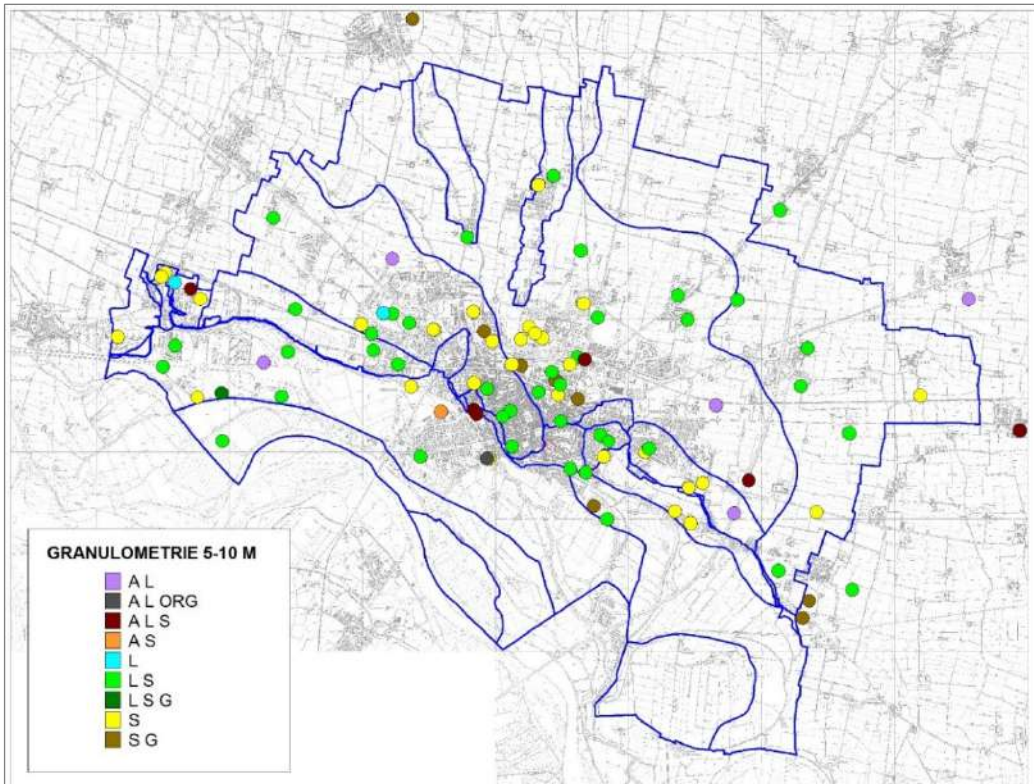 GRANULOMETRIE 5-10 M
A L
A L ORG
A L S
A S
L
L S
L S G
S
S G